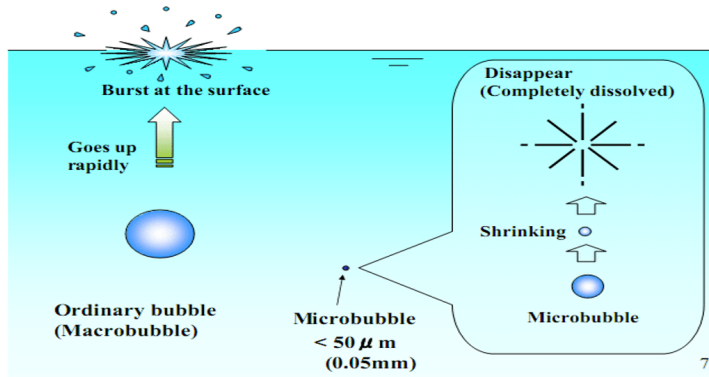 Burst at the surface
Goes up
rapidly
Ordinary bubble
(Macrobubble)
Microbubble
< 50 μ m
(0.05mm)
Disappear
(Completely dissolved)
Shrinking
Microbubble
7